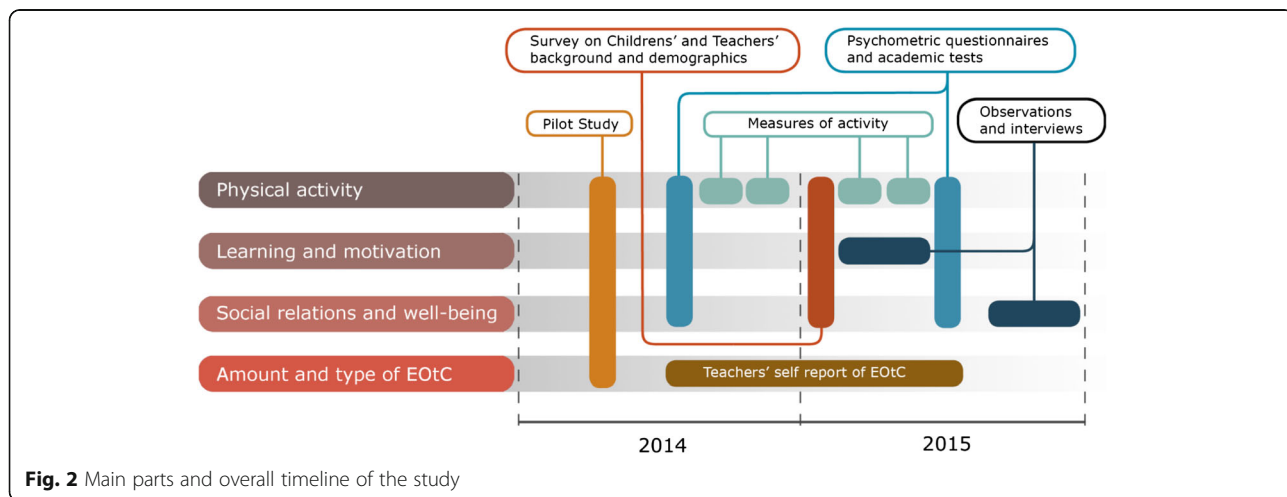 Survey on Childrens’ and Teachers’
background and demographics
Psychometric questionnaires
and academic tests
Pilot Study
Measures of activity
Observations
and interviews
Physical activity
Learning and motivation
Social relations and well-being
Amount and type of EOtC
Teachers’ self report of EOtC
2014
2015
Fig. 2 Main parts and overall timeline of the study